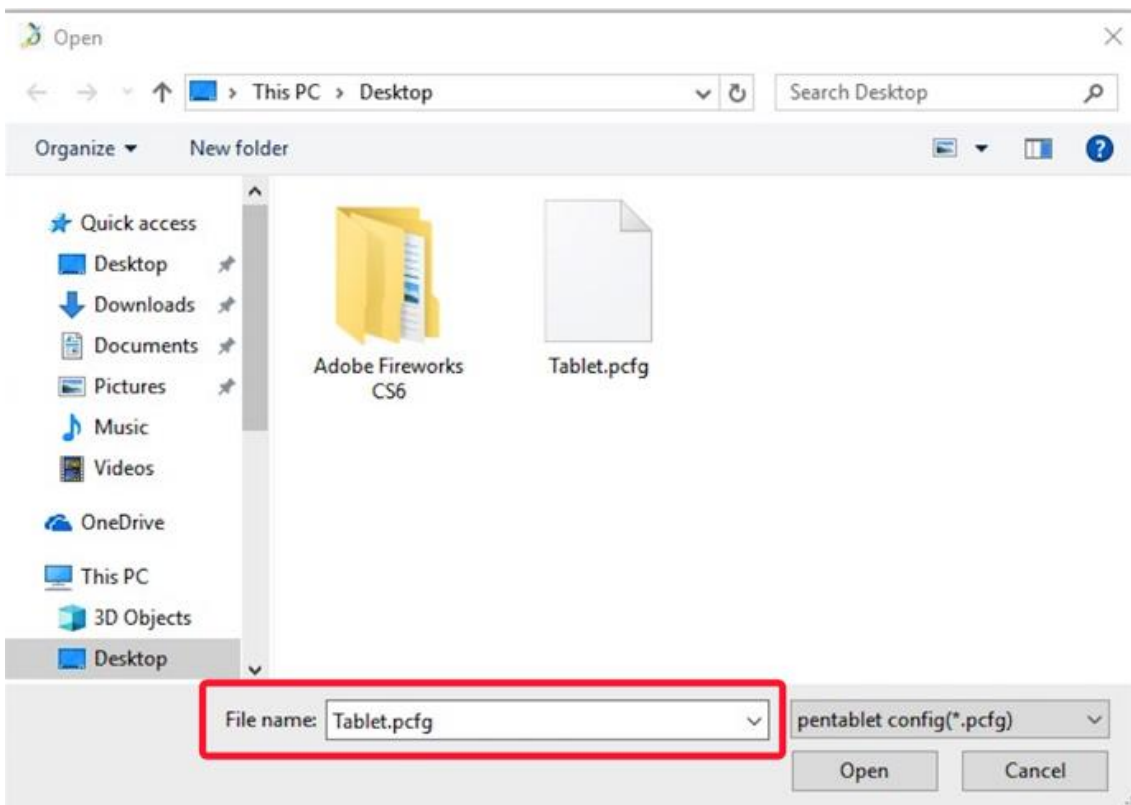 Open
This PC > Desktop
Search Desktop
Organize
New folder
?
Quick access
Desktop
Downloads
Documents
Pictures
Music
Videos
OneDrive
This PC
3D Objects
Desktop
Adobe Fireworks
CS6
Tablet.pcfg
File name: Tablet.pcfg
pentablet config(*.pcfg)
Open
Cancel